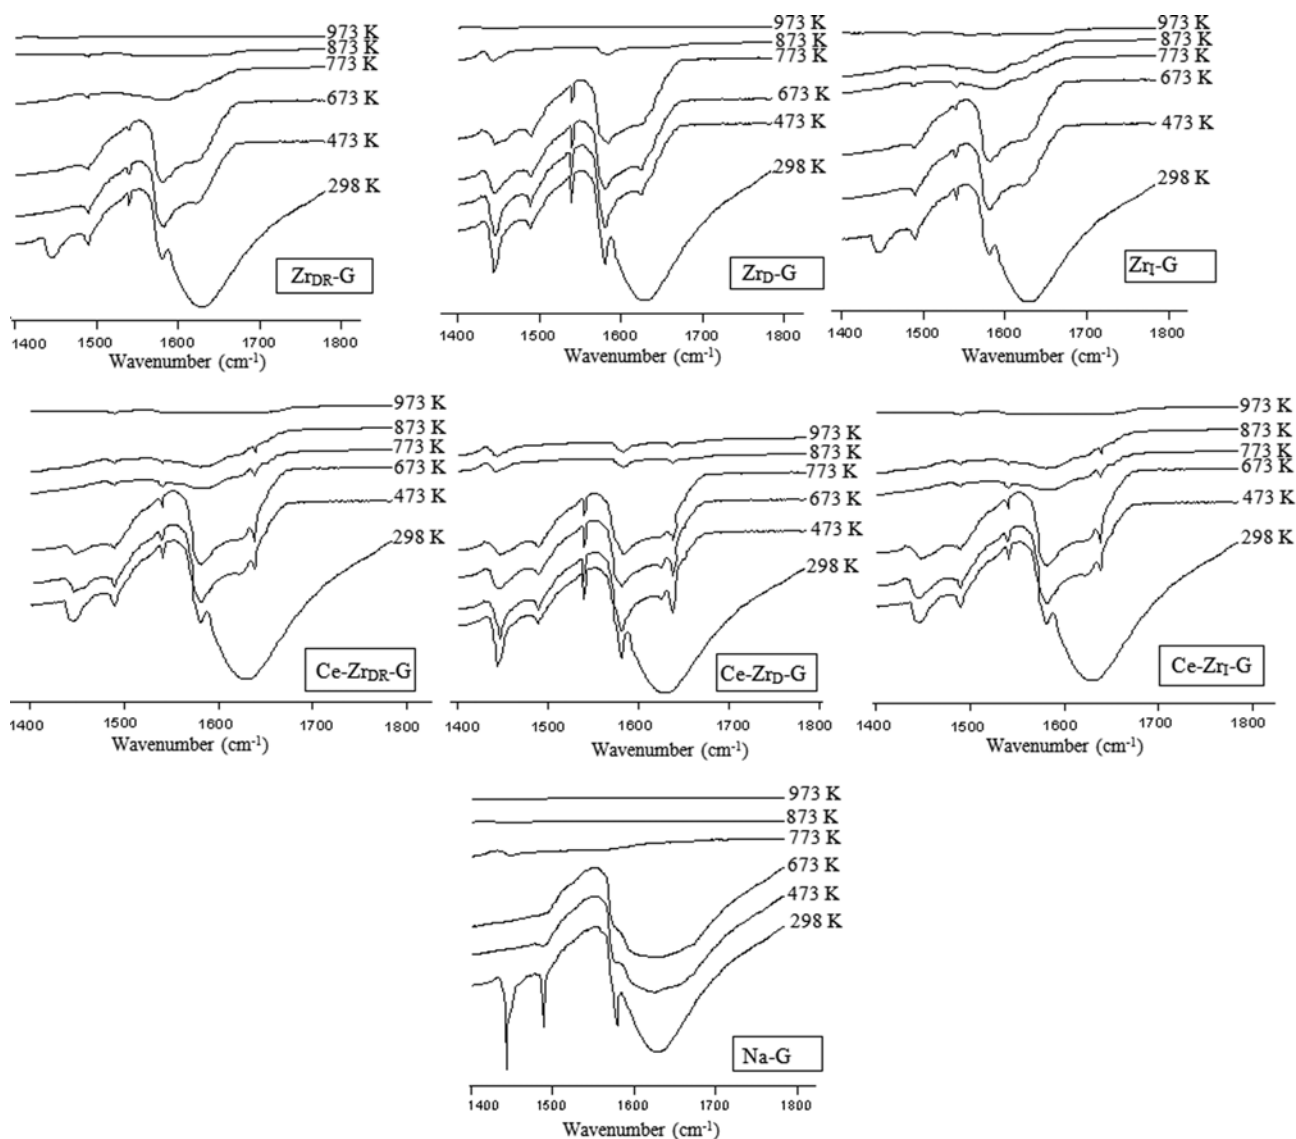 973 K
873 K
773 K
673 K
473 K
298 K
ZrDR-G
1400 1500 1600 1700 1800
Wavenumber (cm-1)
973 K
873 K
773 K
673 K
473 K
298 K
ZrD-G
1400 1500 1600 1700 1800
Wavenumber (cm-1)
973 K
873 K
773 K
673 K
473 K
298 K
ZrI-G
1400 1500 1600 1700 1800
Wavenumber (cm-1)
973 K
873 K
773 K
673 K
473 K
298 K
Ce-ZrDR-G
1400 1500 1600 1700 1800
Wavenumber (cm-1)
973 K
873 K
773 K
673 K
473 K
298 K
Ce-ZrD-G
1400 1500 1600 1700 1800
Wavenumber (cm-1)
973 K
873 K
773 K
673 K
473 K
298 K
Ce-ZrI-G
1400 1500 1600 1700 1800
Wavenumber (cm-1)
973 K
873 K
773 K
673 K
473 K
298 K
Na-G
1400 1500 1600 1700 1800
Wavenumber (cm-1)